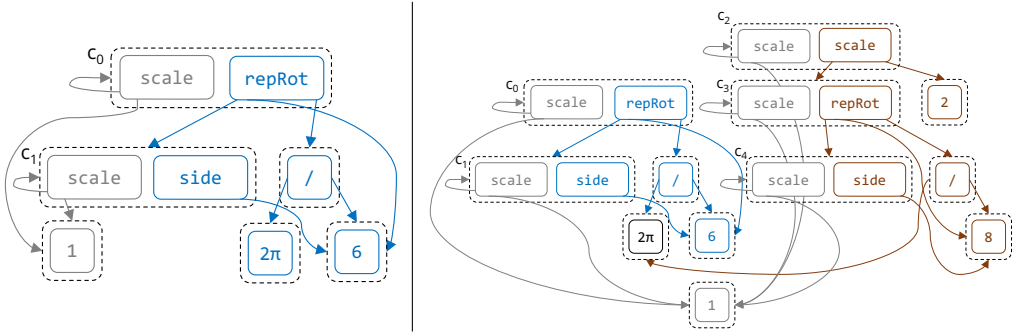 c0
scale repRot
c1
scale side /
1 2π 6
c2
scale scale
c0 c3
scale repRot scale repRot 2
c1 c4
scale side / scale side /
2π 6 8
1